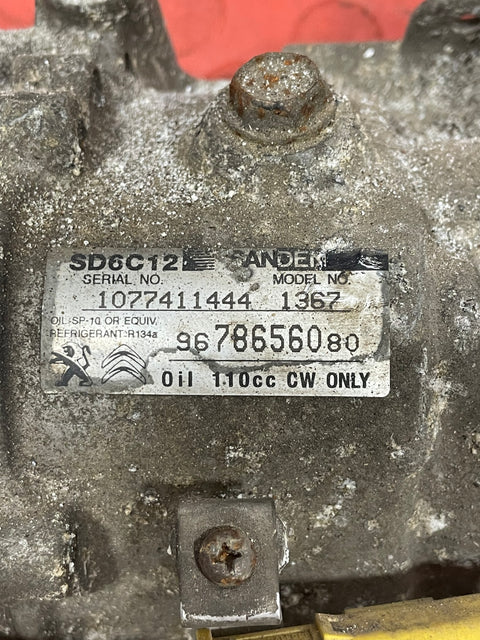 SD6C12 SANDEN
SERIAL NO. MODEL NO.
1077411444 1367
OIL:SP-10 OR EQUIV.
REFRIGERANT:R134a
9678656080
Oil 110cc CW ONLY